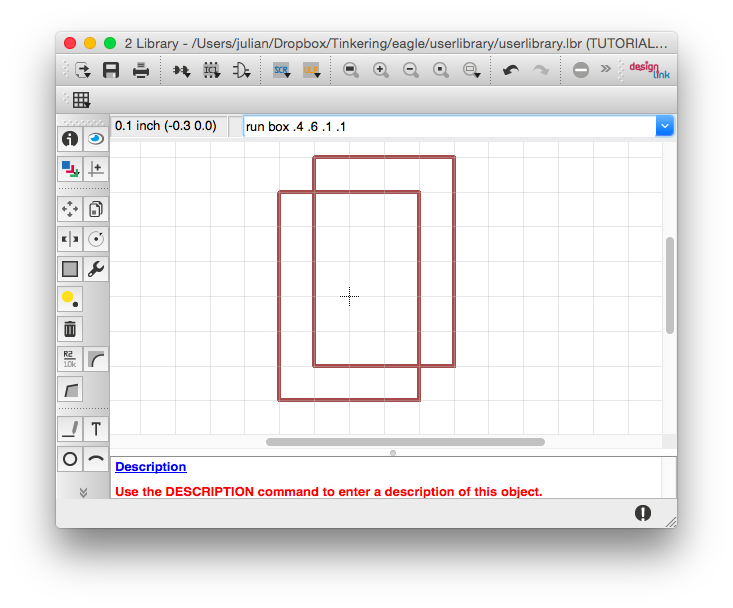 2 Library - /Users/julian/Dropbox/Tinkering/eagle/userlibrary/userlibrary.lbr (TUTORIAL...
SCR
ULP
design
link
0.1 inch (-0.3 0.0)
run box .4 .6 .1 .1
R2
10k
T
Description
Use the DESCRIPTION command to enter a description of this object.